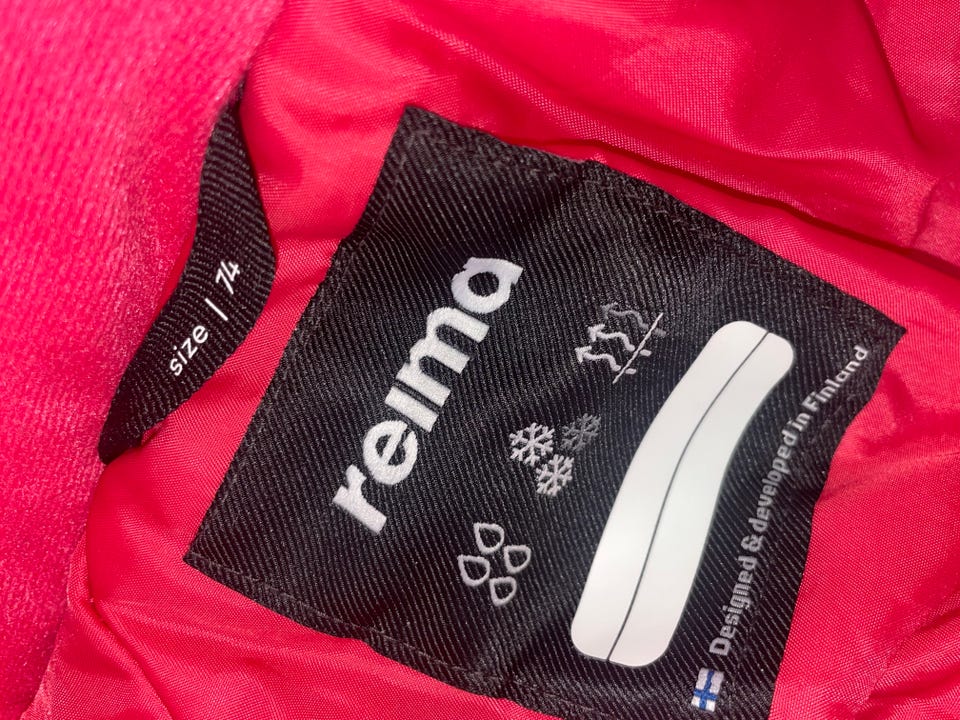 size | 74
reima
Designed & developed in Finland